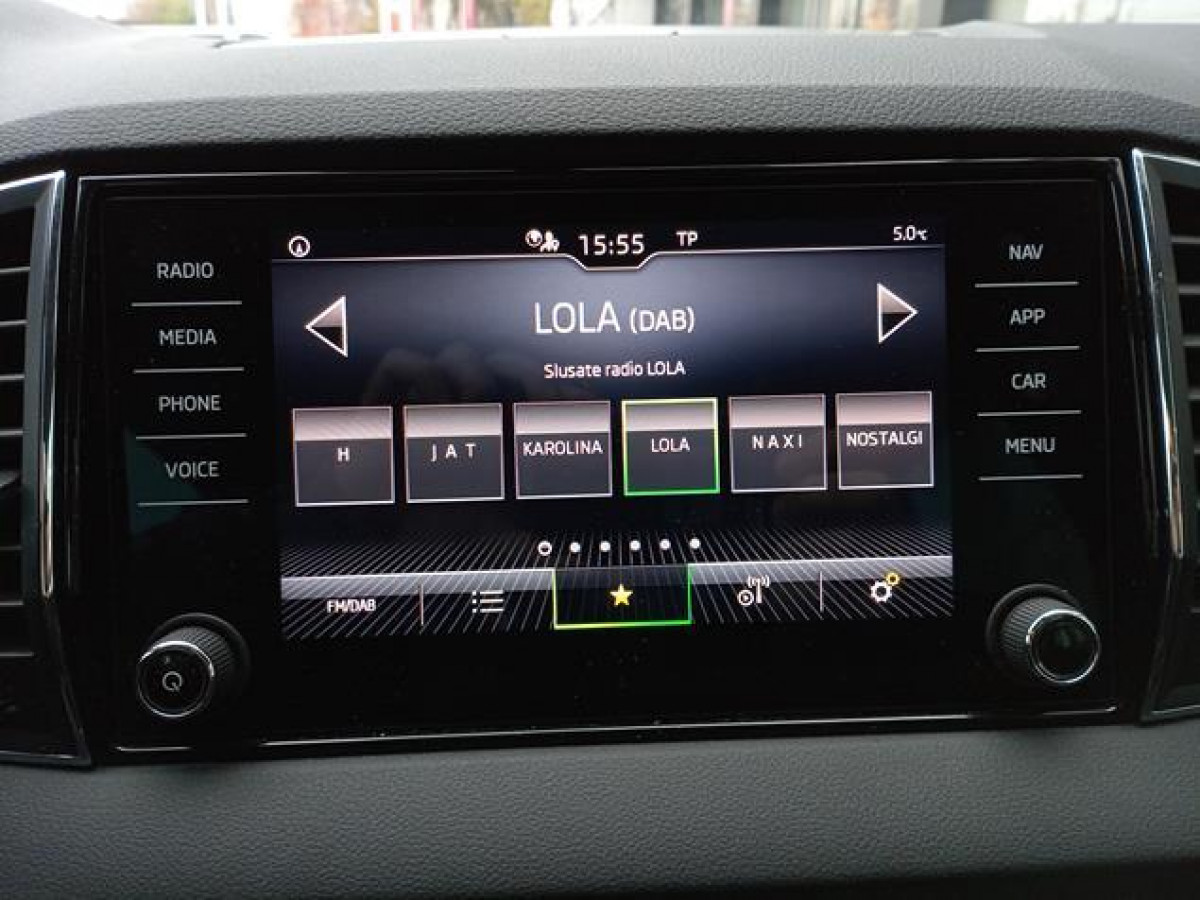 15:55 TP 5.0°C
RADIO
MEDIA
PHONE
VOICE
LOLA (DAB)
Slusate radio LOLA
H J A T KAROLINA LOLA N A X I NOSTALGI
FM/DAB
NAV
APP
CAR
MENU